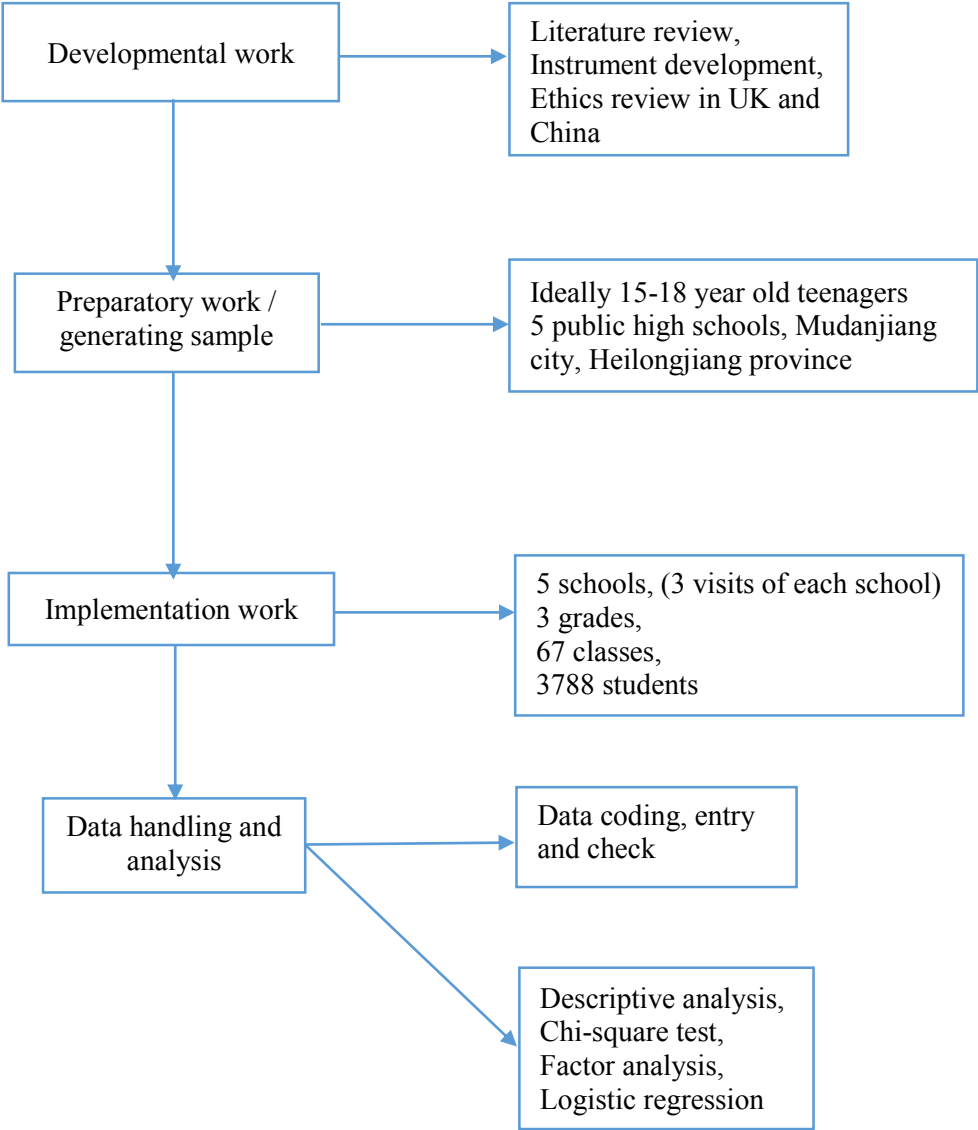 Developmental work
Literature review,
Instrument development,
Ethics review in UK and
China
Preparatory work /
generating sample
Ideally 15-18 year old teenagers
5 public high schools, Mudanjiang
city, Heilongjiang province
Implementation work
5 schools, (3 visits of each school)
3 grades,
67 classes,
3788 students
Data handling and
analysis
Data coding, entry
and check
Descriptive analysis,
Chi-square test,
Factor analysis,
Logistic regression